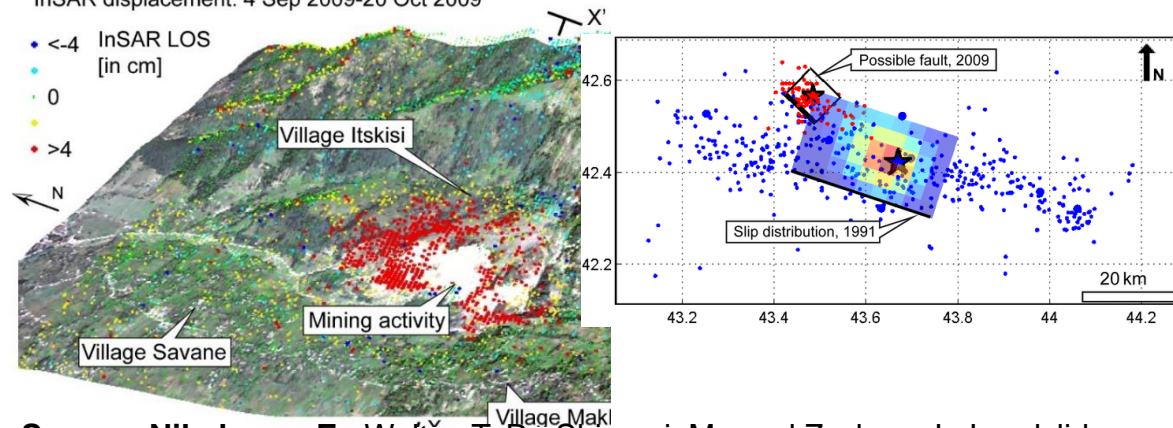 InSAR displacement: 4 Sep 2009-20 Oct 2009
X'
<-4
InSAR LOS
[in cm]
0
>4
N
Village Itskisi
Mining activity
Village Savane
Village Makl
Possible fault, 2009
N
42.6
42.4
Slip distribution, 1991
42.2
20 km
43.2 43.4 43.6 43.8 44 44.2